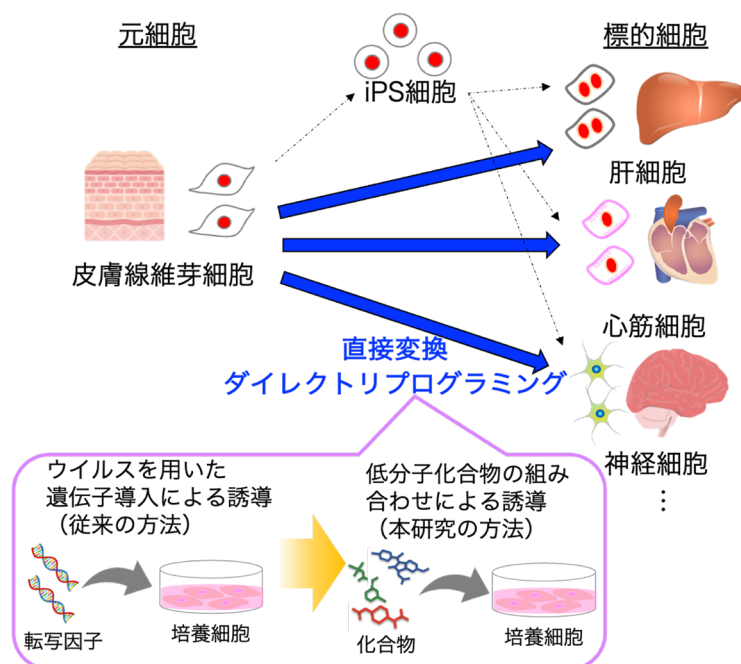 元細胞
標的細胞
iPS細胞
肝細胞
皮膚線維芽細胞
心筋細胞
直接変換
ダイレクトリプログラミング
神経細胞
⋮
ウイルスを用いた
遺伝子導入による誘導
（従来の方法）
低分子化合物の組み
合わせによる誘導
（本研究の方法）
転写因子
培養細胞
化合物
培養細胞